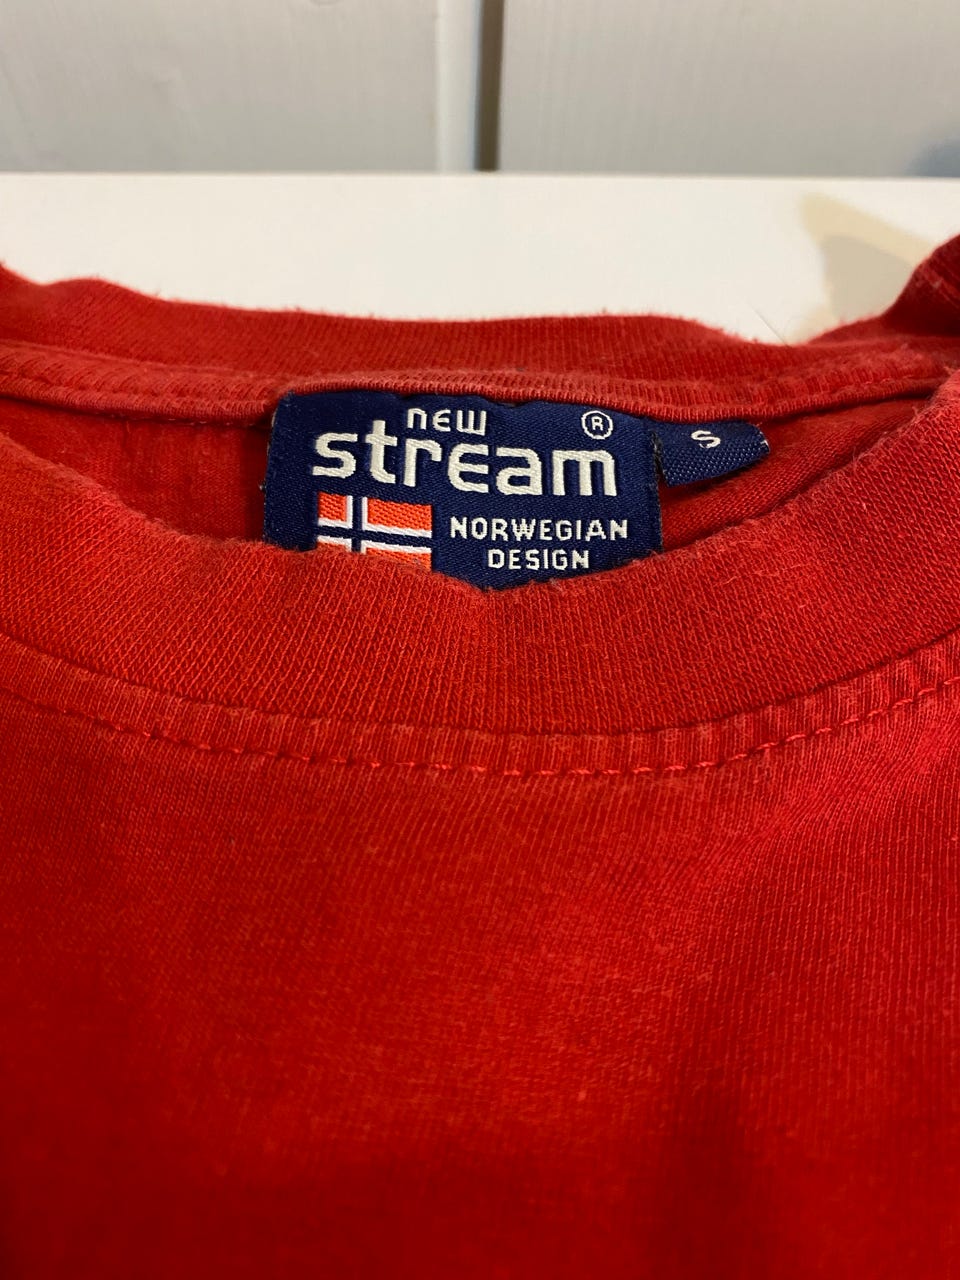 new
stream
®
S
NORWEGIAN
DESIGN